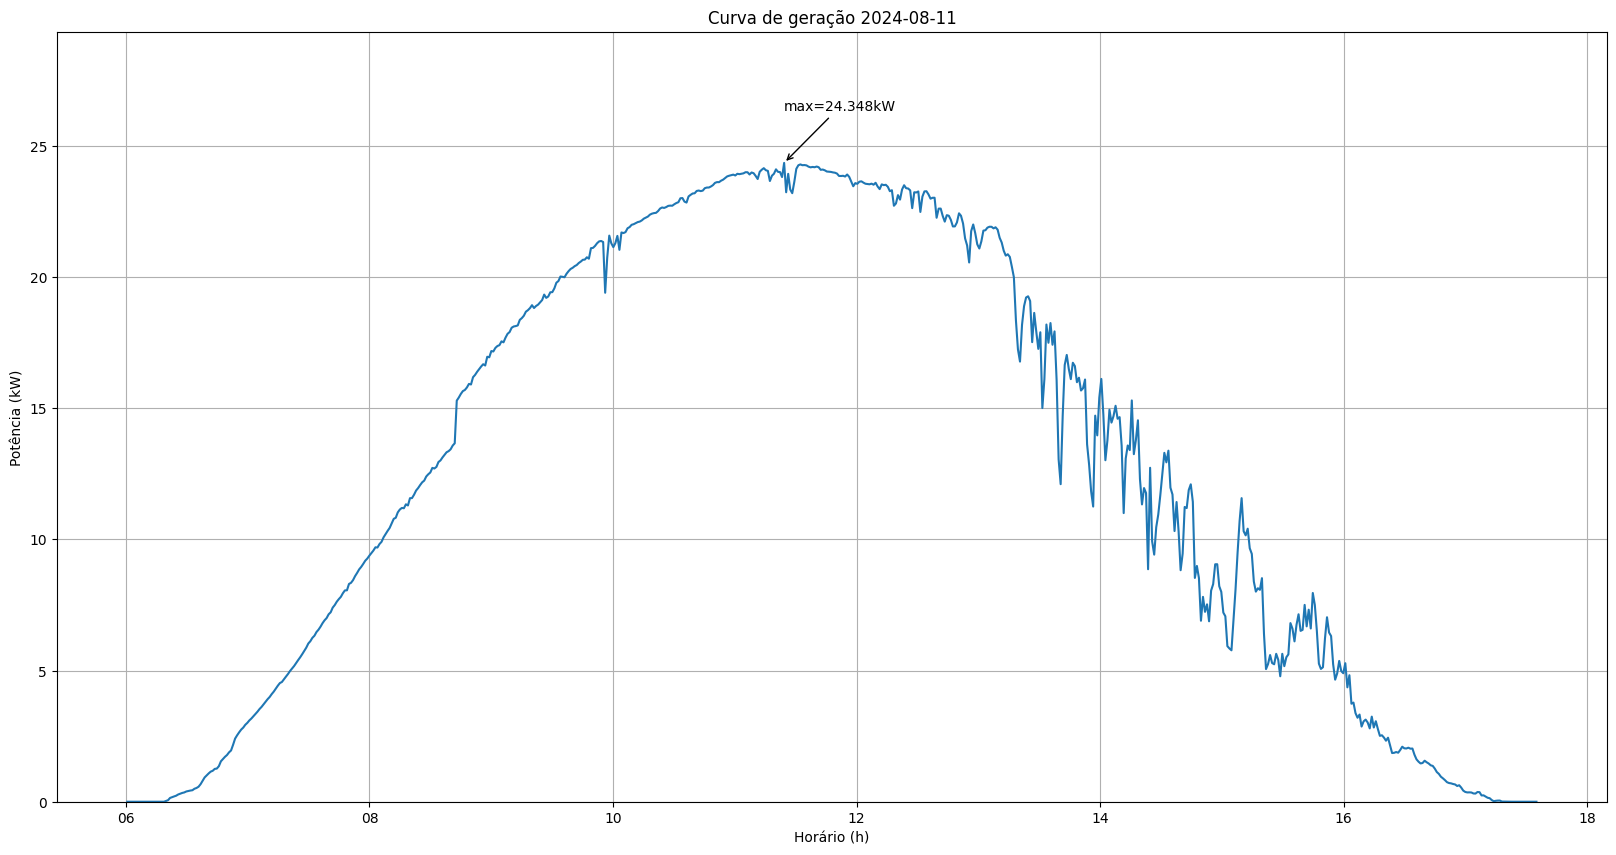 Curva de geração 2024-08-11
max=24.348kW
Potência (kW)
25
20
15
10
5
0
06 08 10 12 14 16 18
Horário (h)